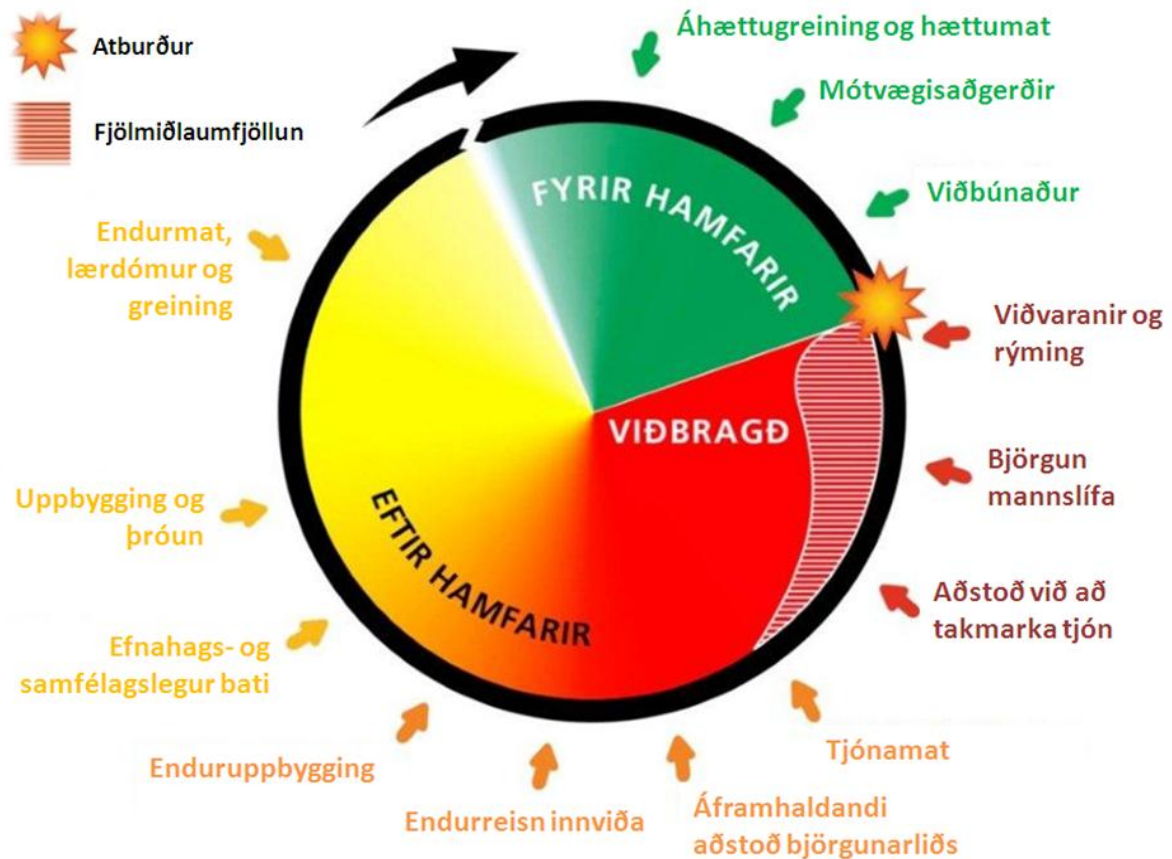 Atburður
Fjölmiðlaumfjöllun
Áhættugreining og hættumat
Mótvægisaðgerðir
Viðbúnaður
Viðvaranir og
rýming
Björgun
mannslífa
Aðstoð við að
takmarka tjón
Tjónamat
Áframhaldandi
aðstoð björgunarliðs
Endurreisn innviða
Enduruppbygging
Efnahags- og
samfélagslegur bati
Uppbygging og
þróun
Endurmat,
lærdómur og
greining
FYRIR HAMFARIR
VIÐBRAGÐ
EFTIR HAMFARIR